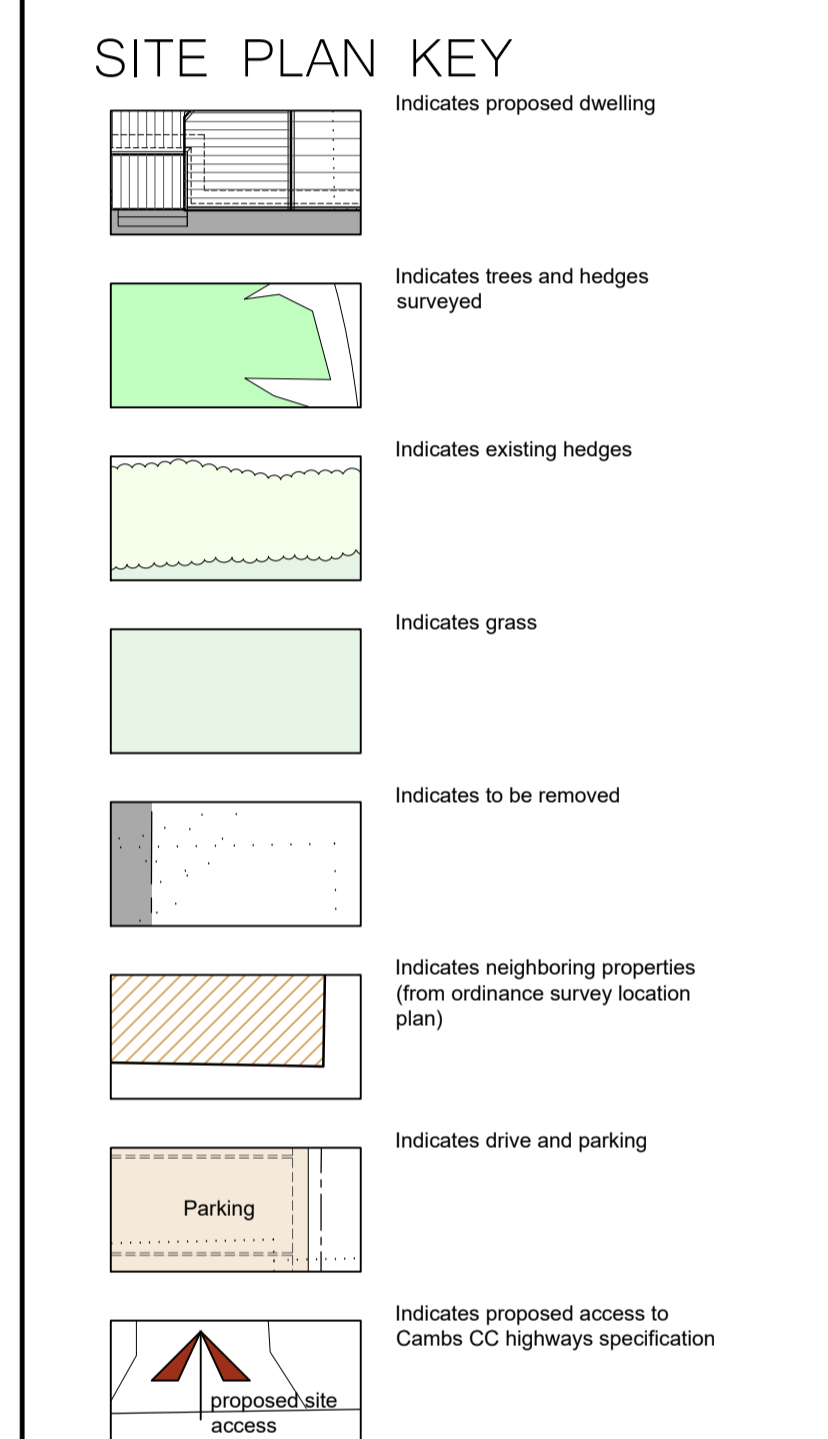 SITE PLAN KEY
Indicates proposed dwelling
Indicates trees and hedges
surveyed
Indicates existing hedges
Indicates grass
Indicates to be removed
Indicates neighboring properties
(from ordinance survey location
plan)
Indicates drive and parking
Parking
Indicates proposed access to
Cambs CC highways specification
proposed site
access